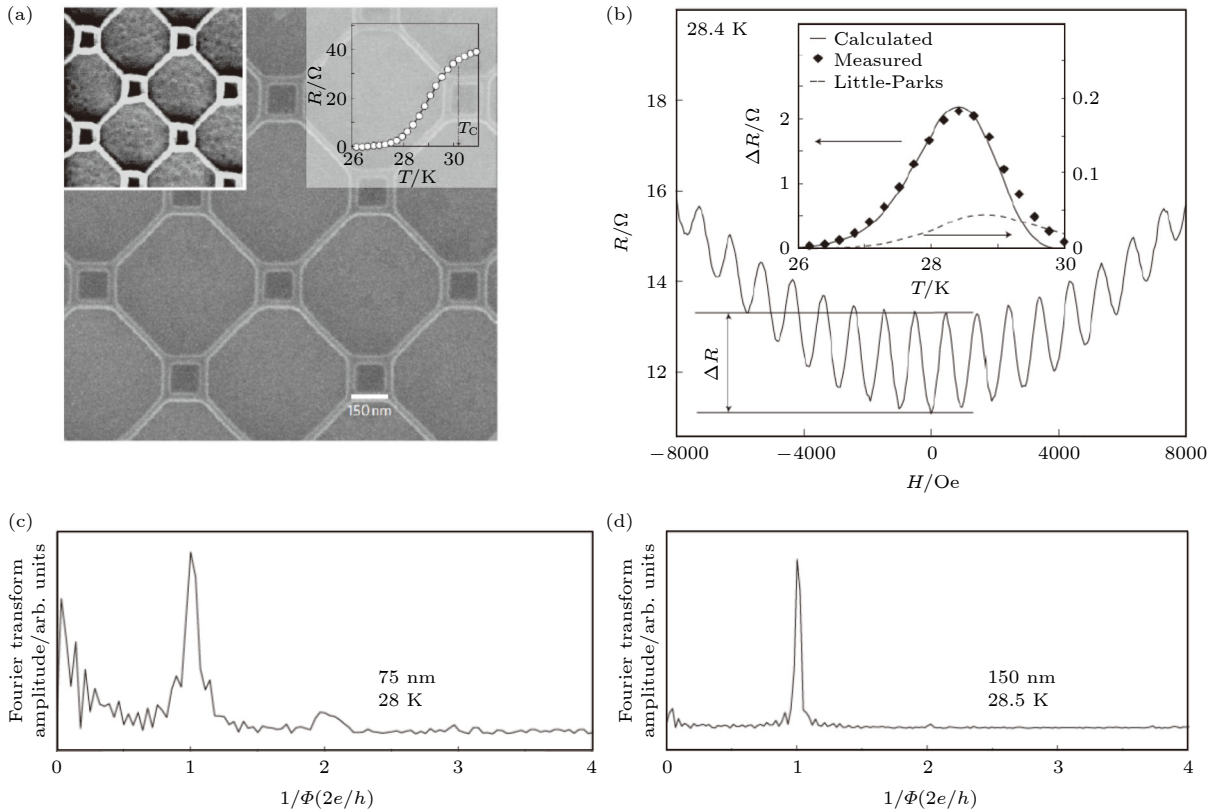 (a)
R/Ω
40
20
0
26
28
30
T/K
TC
150 nm
(b)
28.4 K
Calculated
Measured
Little-Parks
ΔR/Ω
2
1
0
0.2
0.1
0
26
28
30
T/K
R/Ω
18
16
14
12
ΔR
−8000
−4000
0
4000
8000
H/Oe
(c)
Fourier transform
amplitude/arb. units
75 nm
28 K
0
1
2
3
4
1/Φ(2e/h)
(d)
Fourier transform
amplitude/arb. units
150 nm
28.5 K
0
1
2
3
4
1/Φ(2e/h)